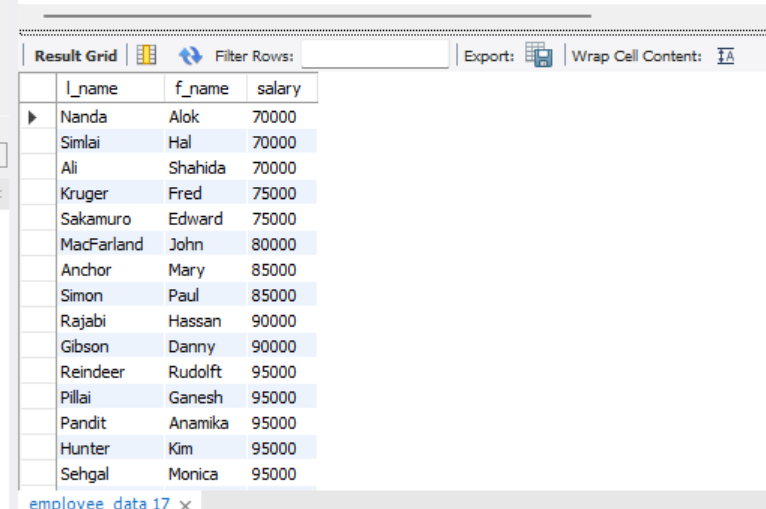 Result Grid Filter Rows: Export: Wrap Cell Content: IA
l_name f_name salary
Nanda Alok 70000
Simlai Hal 70000
Ali Shahida 70000
Kruger Fred 75000
Sakamuro Edward 75000
MacFarland John 80000
Anchor Mary 85000
Simon Paul 85000
Rajabi Hassan 90000
Gibson Danny 90000
Reindeer Rudolft 95000
Pillai Ganesh 95000
Pandit Anamika 95000
Hunter Kim 95000
Sehgal Monica 95000
employee_data 17